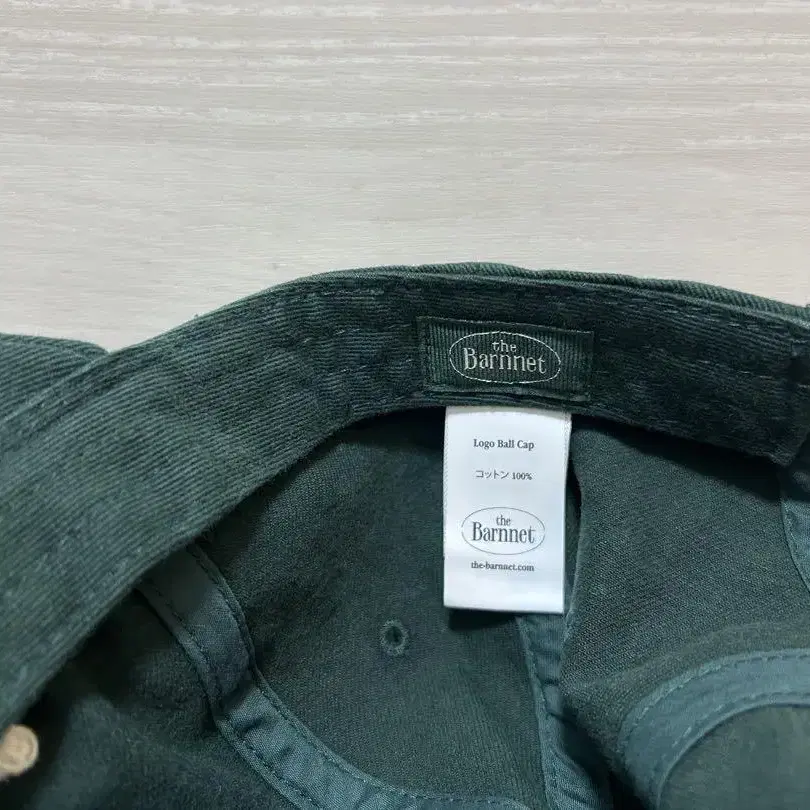 the
Barnnet
Logo Ball Cap
コットン 100%
the
Barnnet
the-barnnet.com